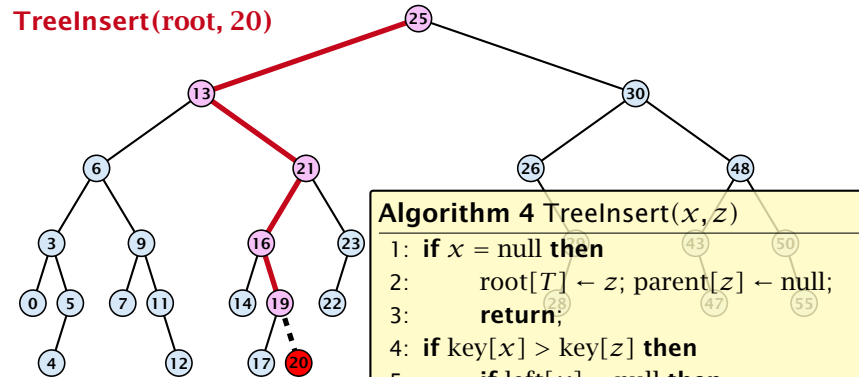 TreeInsert(root, 20)
25
13 30
6 21 26 48
3 9 16 23 29 43 50
0 5 7 11 14 19 22 28 47 55
4 12 17 20
Algorithm 4 TreeInsert(x, z)
1: if x = null then
2: root[T] ← z; parent[z] ← null;
3: return;
4: if key[x] > key[z] then